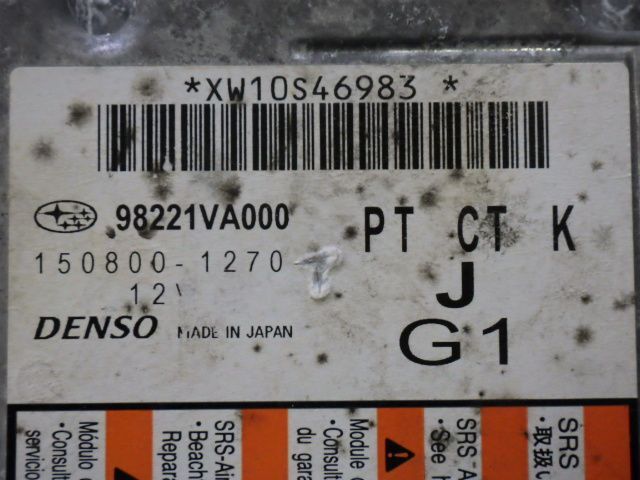 *XW10S46983 *
98221VA000 PT CT K
150800-1270 J
12V
DENSO MADE IN JAPAN G1
Módulo d
• Consult
servicio
SRS-Ai
• Beach
Repara
Module
• Consult
du gara
SRS A
• See
SRS
• 取扱